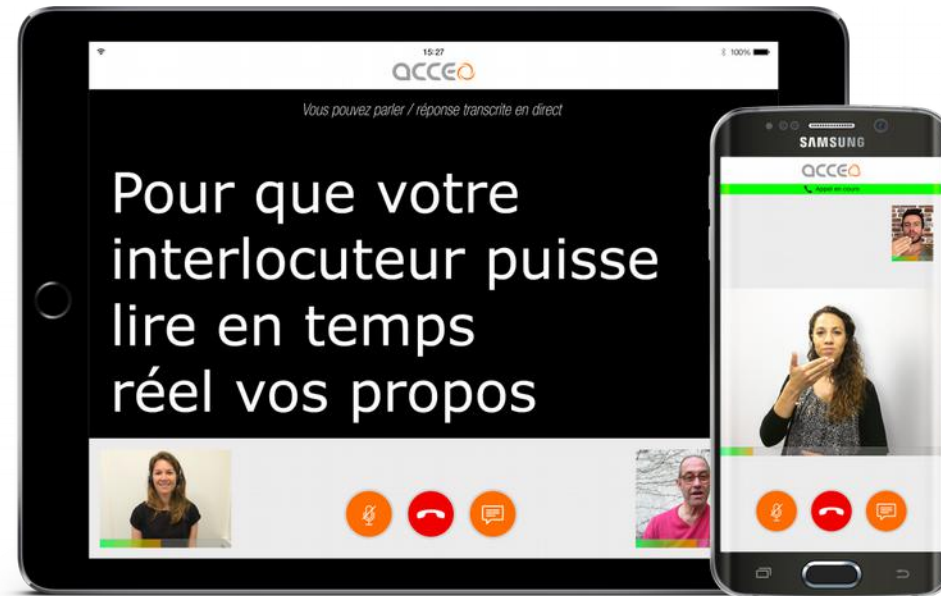 15:27
100%
acceo
Vous pouvez parler / réponse transcrite en direct
Pour que votre
interlocuteur puisse
lire en temps
réel vos propos
SAMSUNG
acceo
Appel en cours